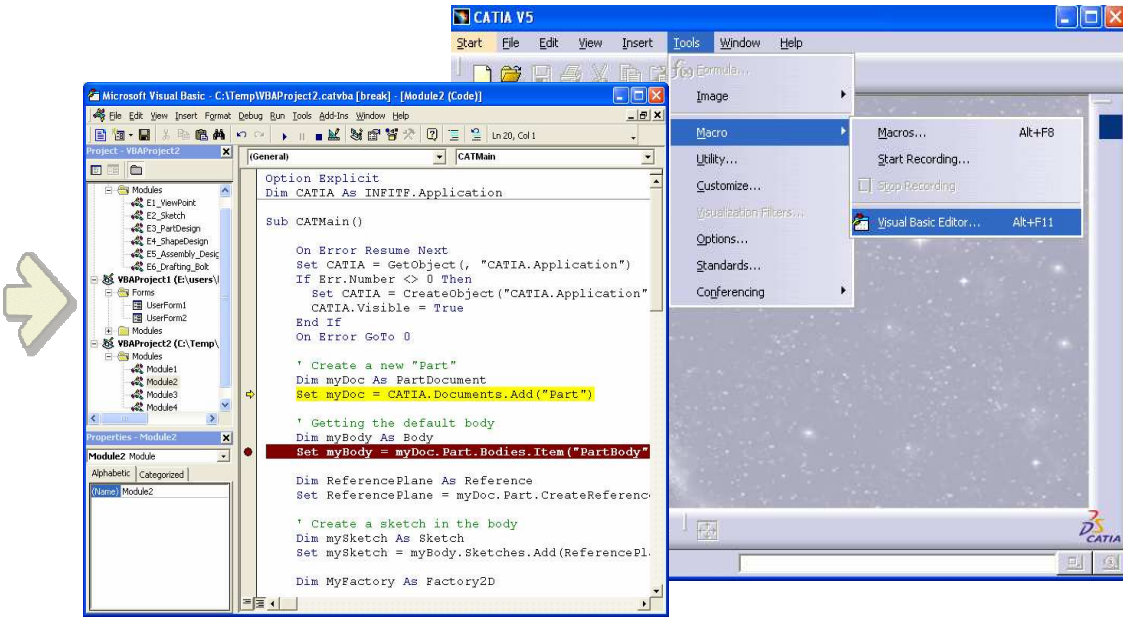 CATIA V5
Start File Edit View Insert Tools Window Help
f(x) Formula...
Image
Macro
Utility...
Customize...
Visualization Filters...
Options...
Standards...
Conferencing
Macros... Alt+F8
Start Recording...
Stop Recording
Visual Basic Editor... Alt+F11
CATIA
Microsoft Visual Basic - C:\Temp\VBAProject2.catvba [break] - [Module2 (Code)]
File Edit View Insert Format Debug Run Tools Add-Ins Window Help
Ln 20, Col 1
Project - VBAProject2
Modules
E1_ViewPoint
E2_Sketch
E3_PartDesign
E4_ShapeDesign
E5_Assembly_Desig
E6_Drafting_Bolt
VBAProject1 (E:\users\
Forms
UserForm1
UserForm2
Modules
VBAProject2 (C:\Temp\
Modules
Module1
Module2
Module3
Module4
Properties - Module2
Module2 Module
Alphabetic Categorized
(Name) Module2
(General) CATMain
Option Explicit
Dim CATIA As INFITF.Application
Sub CATMain()
On Error Resume Next
Set CATIA = GetObject(, "CATIA.Application")
If Err.Number <> 0 Then
Set CATIA = CreateObject("CATIA.Application"
CATIA.Visible = True
End If
On Error GoTo 0
' Create a new "Part"
Dim myDoc As PartDocument
Set myDoc = CATIA.Documents.Add("Part")
' Getting the default body
Dim myBody As Body
Set myBody = myDoc.Part.Bodies.Item("PartBody"
Dim ReferencePlane As Reference
Set ReferencePlane = myDoc.Part.CreateReferenc
' Create a sketch in the body
Dim mySketch As Sketch
Set mySketch = myBody.Sketches.Add(ReferencePl
Dim MyFactory As Factory2D